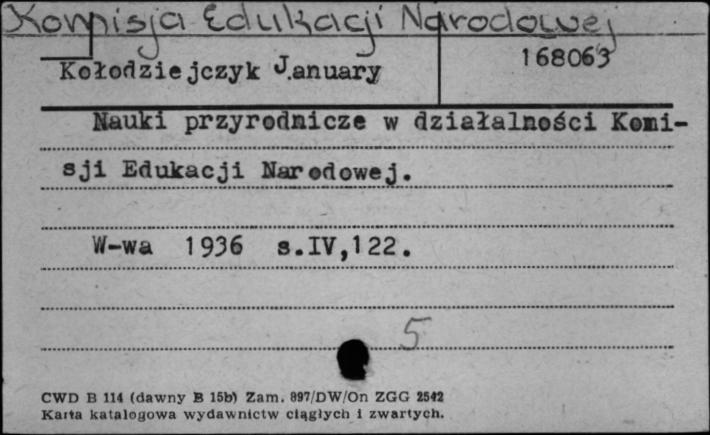 Komisja Edukacji Narodowej
168063
Kołodziejczyk January
Nauki przyrodnicze w działalności Komi-
sji Edukacji Narodowej.
W-wa 1936 s.IV,122.
5
CWD B 114 (dawny B 15b) Zam. 897/DW/On ZGG 2542
Karta katalogowa wydawnictw ciągłych i zwartych.